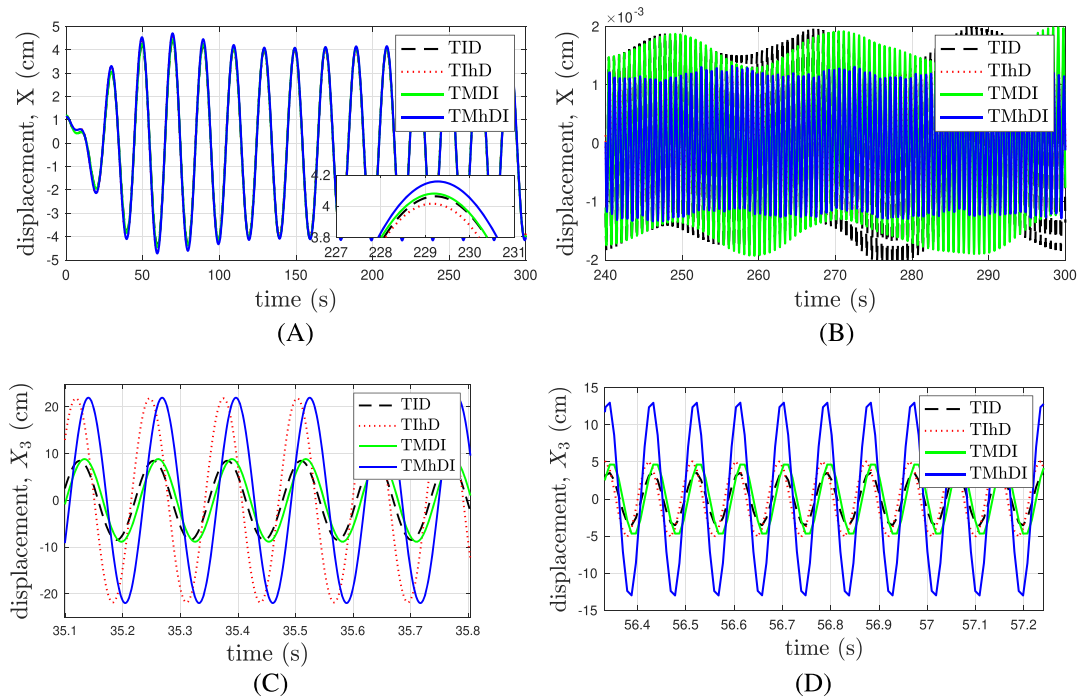 displacement, X (cm)
5
4
3
2
1
0
-1
-2
-3
-4
-5
0 50 100 150 200 250 300
time (s)
TID
TIhD
TMDI
TMhDI
4.2
4
3.8
227 228 229 230 231
(A)
displacement, X (cm)
×10⁻³
2
1
0
-1
-2
240 250 260 270 280 290 300
time (s)
TID
TIhD
TMDI
TMhDI
(B)
displacement, X₃ (cm)
20
10
0
-10
-20
35.1 35.2 35.3 35.4 35.5 35.6 35.7 35.8
time (s)
TID
TIhD
TMDI
TMhDI
(C)
displacement, X₃ (cm)
15
10
5
0
-5
-10
-15
56.4 56.5 56.6 56.7 56.8 56.9 57 57.1 57.2
time (s)
TID
TIhD
TMDI
TMhDI
(D)